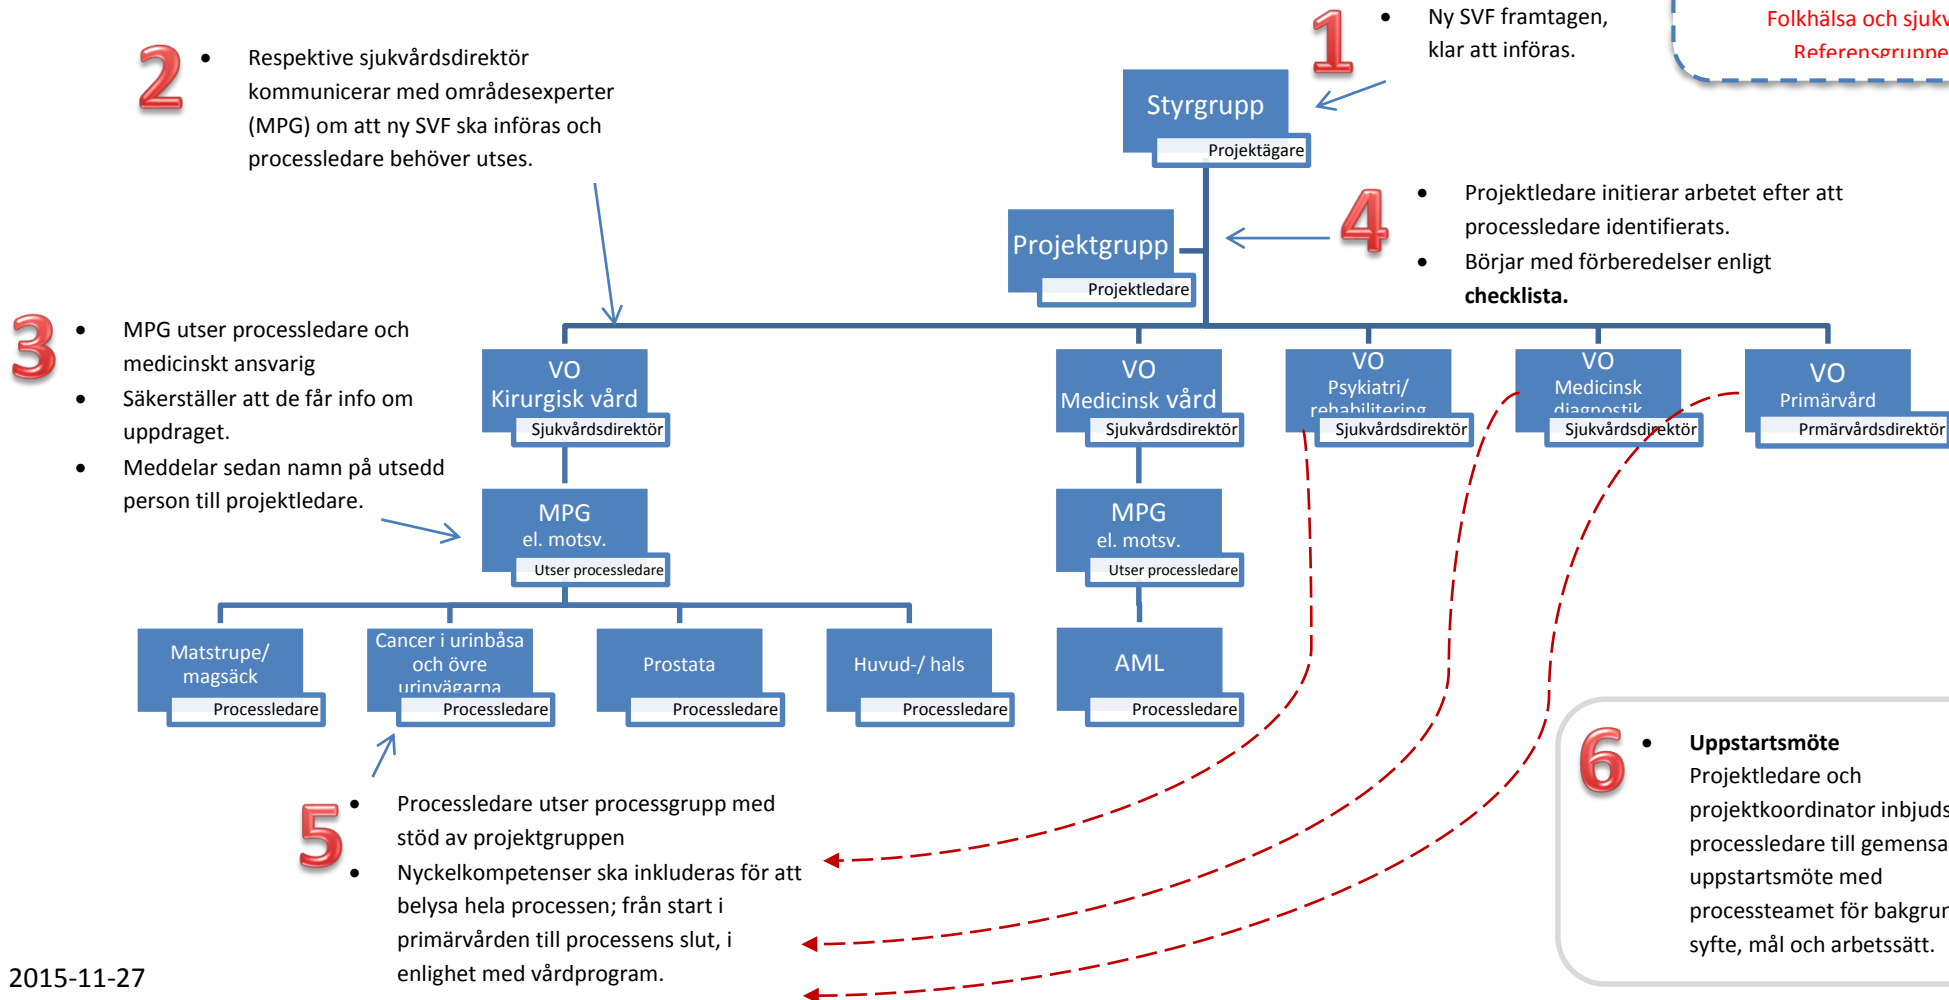 1
• Ny SVF framtagen,
klar att införas.
Folkhälsa och
Referensgruppe
2
• Respektive sjukvårdsdirektör
kommunicerar med områdesexperter
(MPG) om att ny SVF ska införas och
processledare behöver utses.
Styrgrupp
Projektägare
4
• Projektledare initierar arbetet efter att
processledare identifierats.
• Börjar med förberedelser enligt
checklista.
Projektgrupp
Projektledare
3
• MPG utser processledare och
medicinskt ansvarig
• Säkerställer att de får info om
uppdraget.
• Meddelar sedan namn på utsedd
person till projektledare.
VO
Kirurgisk vård
Sjukvårdsdirektör
VO
Medicinsk vård
Sjukvårdsdirektör
VO
Psykiatri/
rehabilitering
Sjukvårdsdirektör
VO
Medicinsk
diagnostik
Sjukvårdsdirektör
VO
Primärvård
Prmärvårdsdirektör
MPG
el. motsv.
Utser processledare
MPG
el. motsv.
Utser processledare
Matstrupe/
magsäck
Processledare
Cancer i urinbåsa
och övre
urinvägarna
Processledare
Prostata
Processledare
Huvud-/ hals
Processledare
AML
Processledare
5
• Processledare utser processgrupp med
stöd av projektgruppen
• Nyckelkompetenser ska inkluderas för att
belysa hela processen; från start i
primärvården till processens slut, i
enlighet med vårdprogram.
6
• Uppstartsmöte
Projektledare och
projektkoordinator inbjuds
processledare till
uppstartsmöte med
processteamet för
syfte, mål och arbetssätt.
2015-11-27